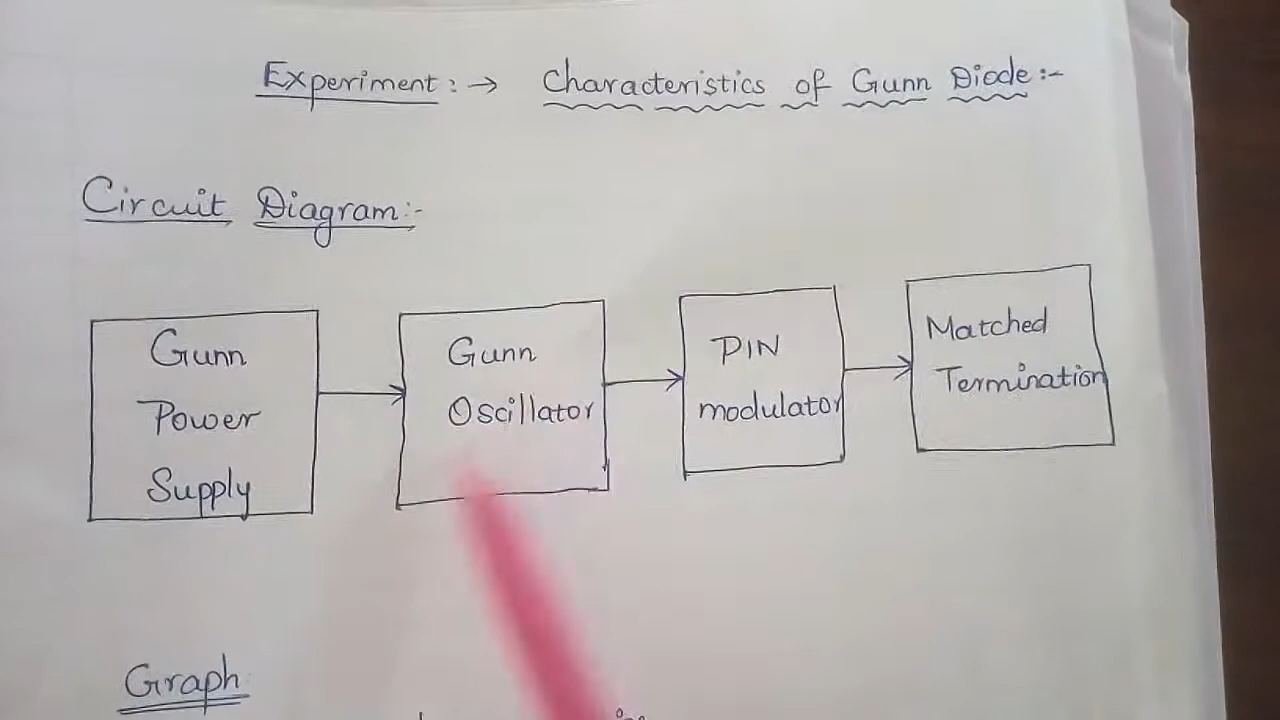 Experiment:→ Characteristics of Gunn Diode:-
Circuit Diagram:-
Gunn
Power
Supply
Gunn
Oscillator
PIN
modulator
Matched
Termination
Graph